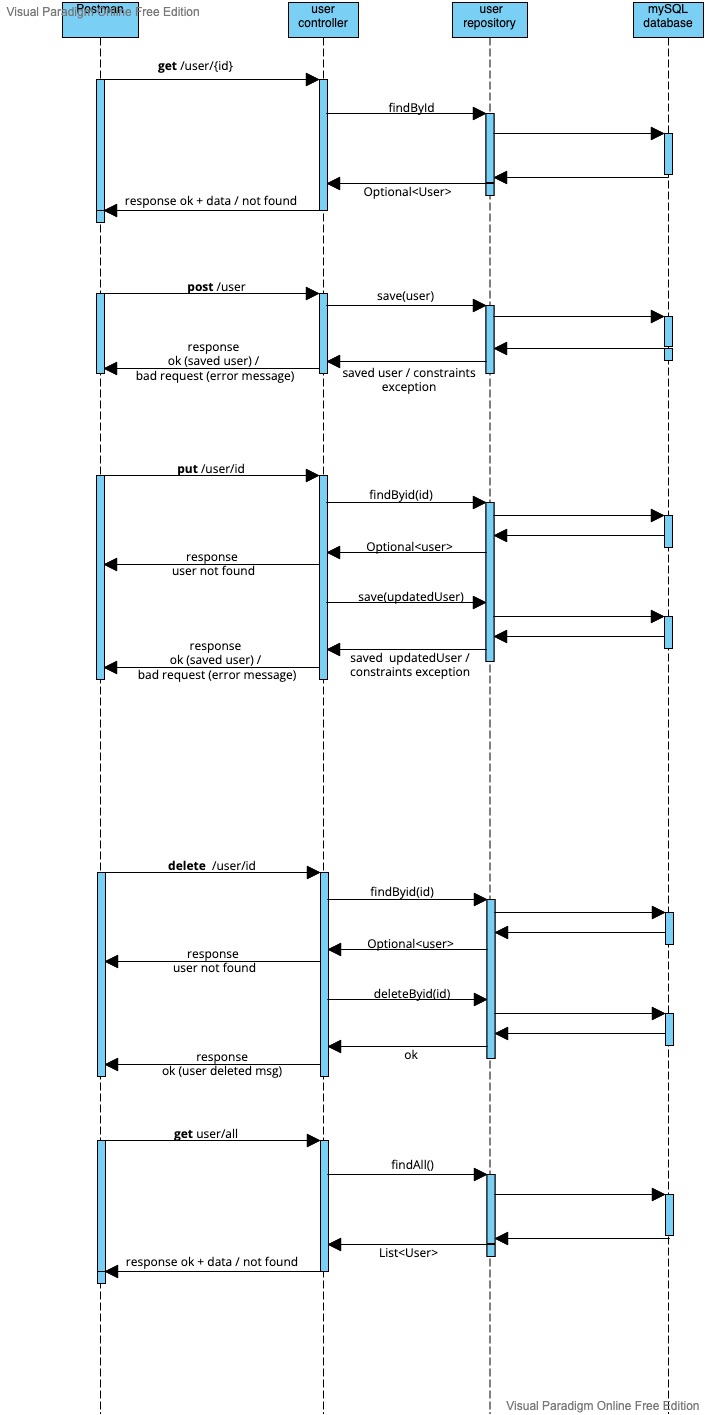 Visual Paradigm Online Free Edition
Postman
user
controller
user
repository
mySQL
database
get /user/{id}
findById
Optional<User>
response ok + data / not found
post /user
save(user)
response
ok (saved user) /
bad request (error message)
saved user / constraints
exception
put /user/id
findByid(id)
Optional<user>
response
user not found
save(updatedUser)
response
ok (saved user) /
bad request (error message)
saved updatedUser /
constraints exception
delete /user/id
findByid(id)
Optional<user>
response
user not found
deleteByid(id)
ok
response
ok (user deleted msg)
get user/all
findAll()
List<User>
response ok + data / not found
Visual Paradigm Online Free Edition